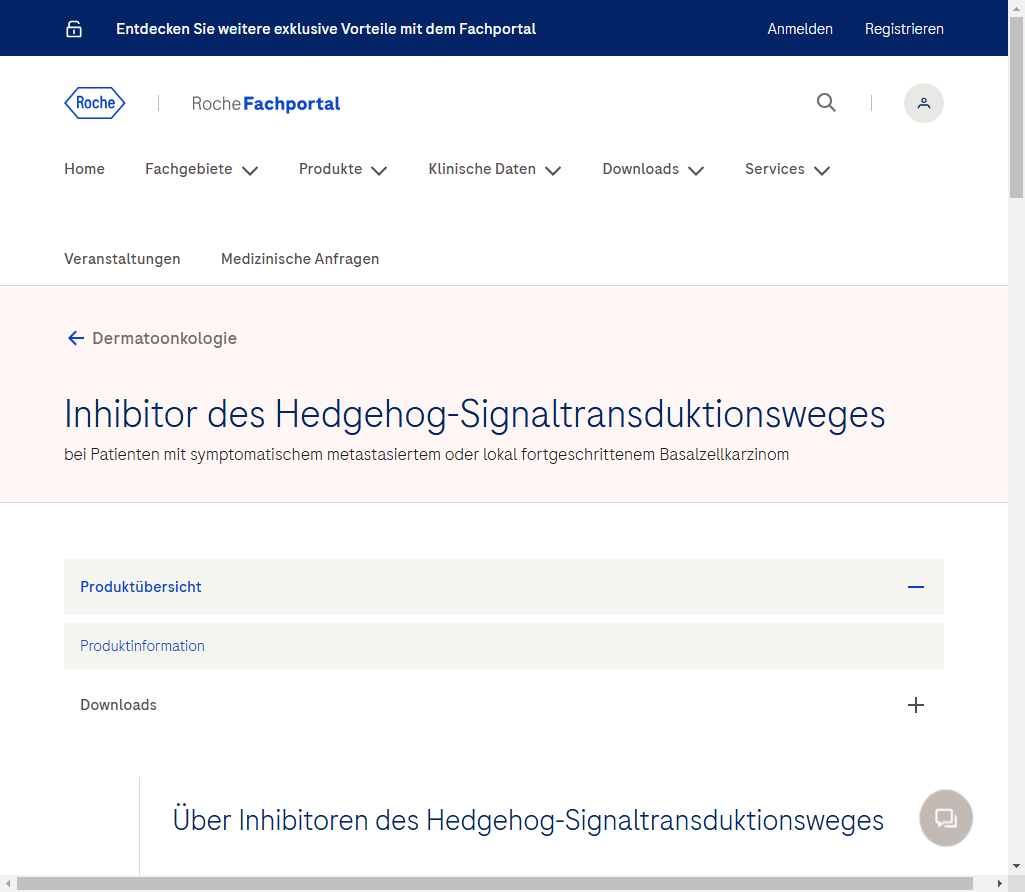 Entdecken Sie weitere exklusive Vorteile mit dem Fachportal
Anmelden
Registrieren
Roche
Roche Fachportal
Home
Fachgebiete
Produkte
Klinische Daten
Downloads
Services
Veranstaltungen
Medizinische Anfragen
Dermatoonkologie
Inhibitor des Hedgehog-Signaltransduktionsweges
bei Patienten mit symptomatischem metastasiertem oder lokal fortgeschrittenem Basalzellkarzinom
Produktübersicht
Produktinformation
Downloads
Über Inhibitoren des Hedgehog-Signaltransduktionsweges